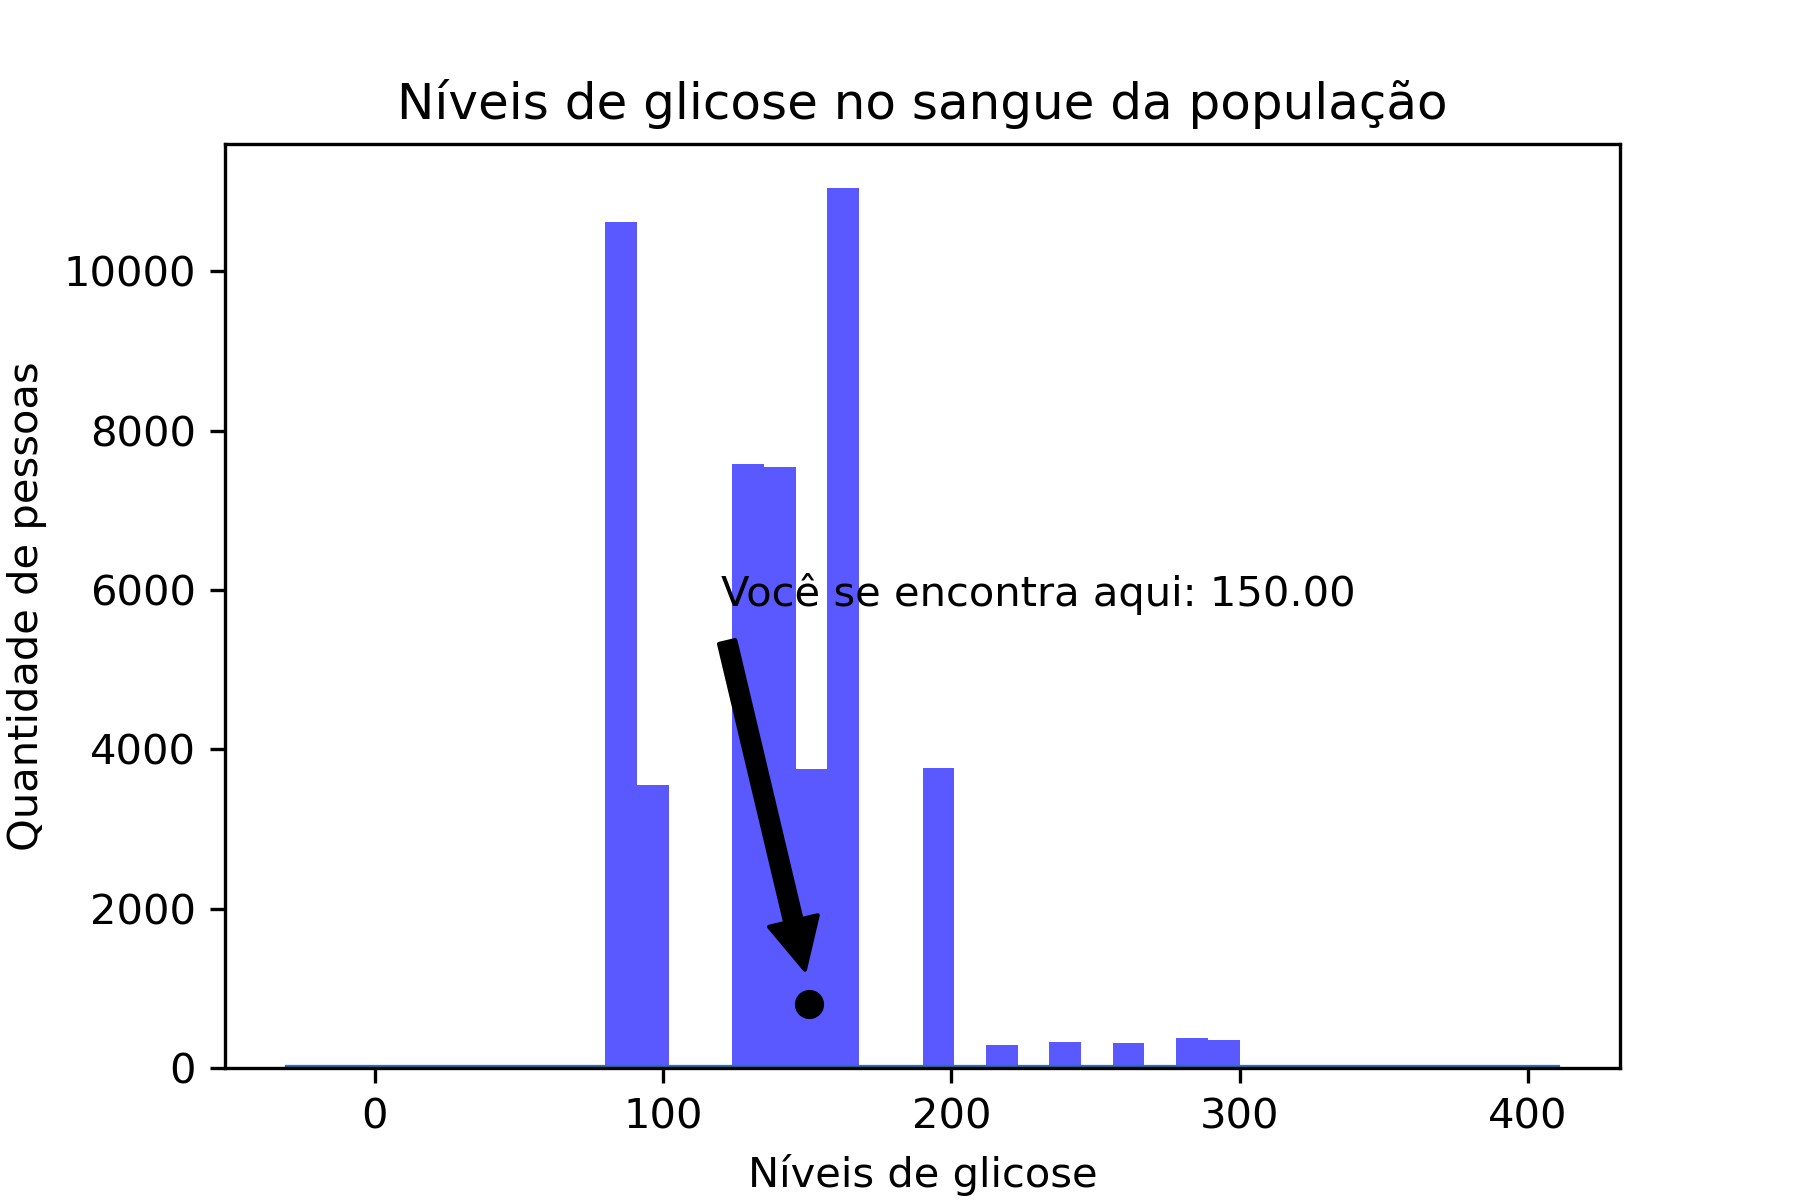 Níveis de glicose no sangue da população
10000
8000
6000
4000
2000
0
Quantidade de pessoas
Você se encontra aqui: 150.00
0 100 200 300 400
Níveis de glicose